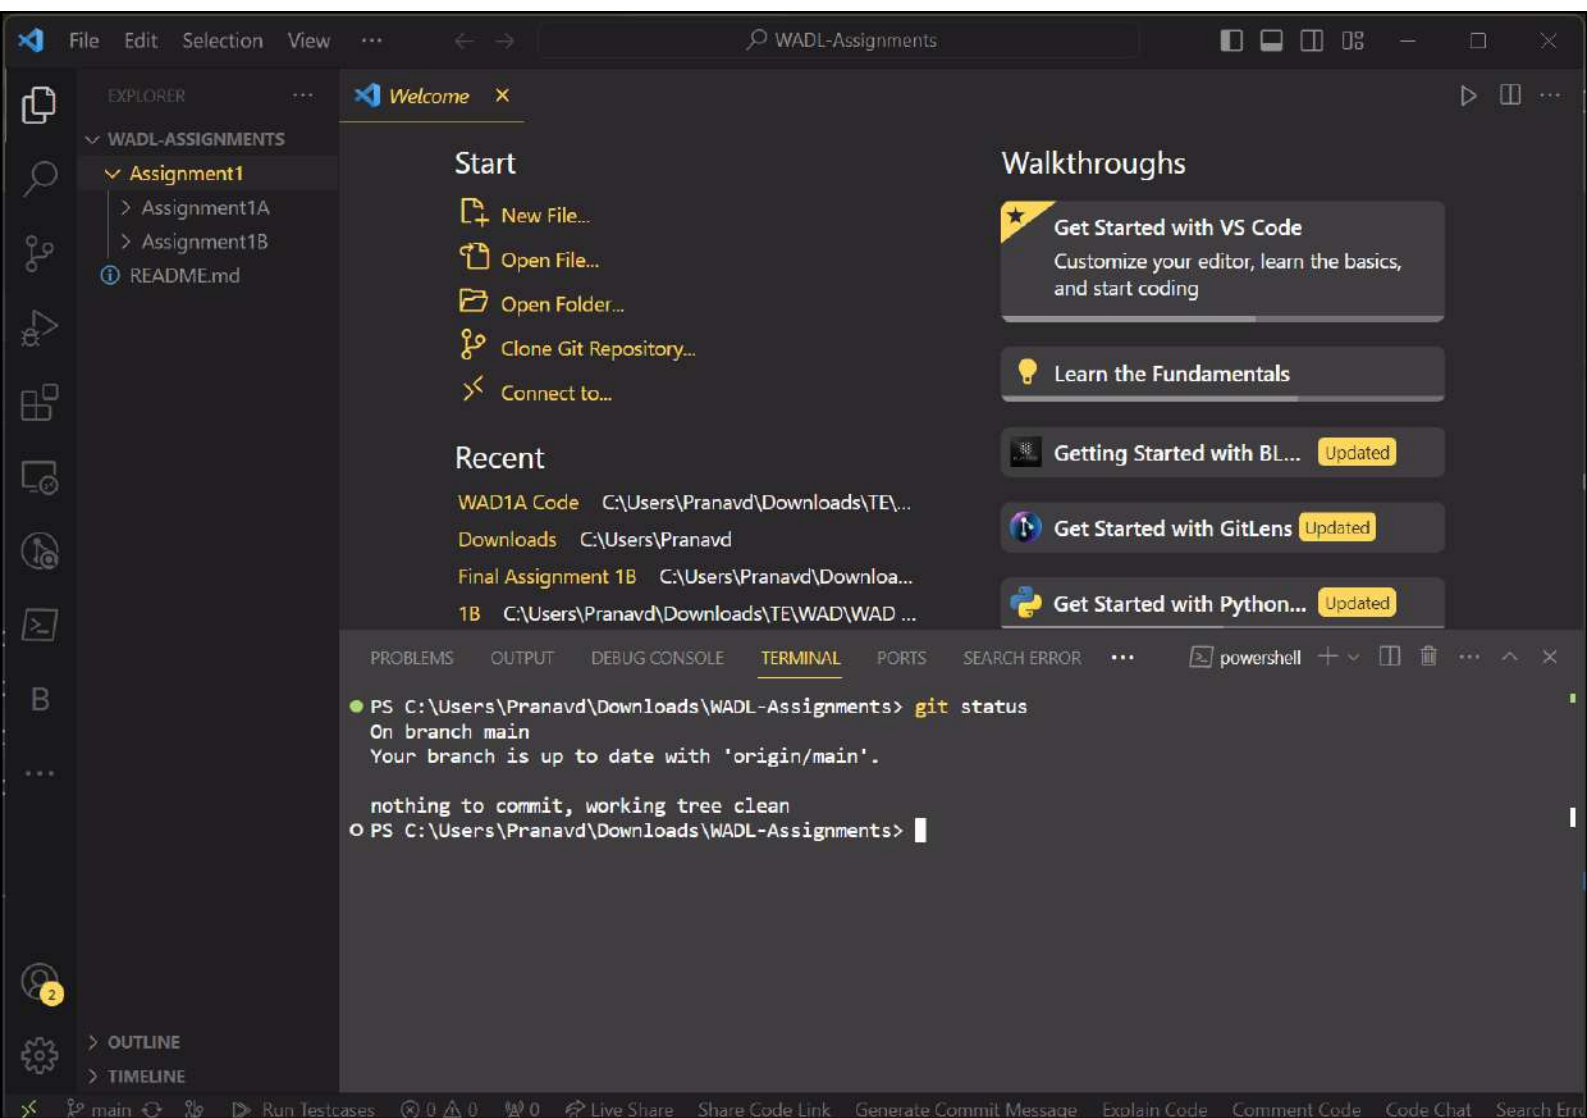 File Edit Selection View ... WADL-Assignments
EXPLORER ...
WADL-ASSIGNMENTS
Assignment1
Assignment1A
Assignment1B
README.md
OUTLINE
TIMELINE
2
Welcome
Start
New File...
Open File...
Open Folder...
Clone Git Repository...
Connect to...
Recent
WAD1A Code C:\Users\Pranavd\Downloads\TE\...
Downloads C:\Users\Pranavd
Final Assignment 1B C:\Users\Pranavd\Downloa...
1B C:\Users\Pranavd\Downloads\TE\WAD\WAD ...
Walkthroughs
Get Started with VS Code
Customize your editor, learn the basics,
and start coding
Learn the Fundamentals
Getting Started with BL... Updated
Get Started with GitLens Updated
Get Started with Python... Updated
PROBLEMS OUTPUT DEBUG CONSOLE TERMINAL PORTS SEARCH ERROR ... powershell
PS C:\Users\Pranavd\Downloads\WADL-Assignments> git status
On branch main
Your branch is up to date with 'origin/main'.
nothing to commit, working tree clean
PS C:\Users\Pranavd\Downloads\WADL-Assignments>
main Run Testcases 0 0 0 Live Share Share Code Link Generate Commit Message Explain Code Comment Code Code Chat Search Err